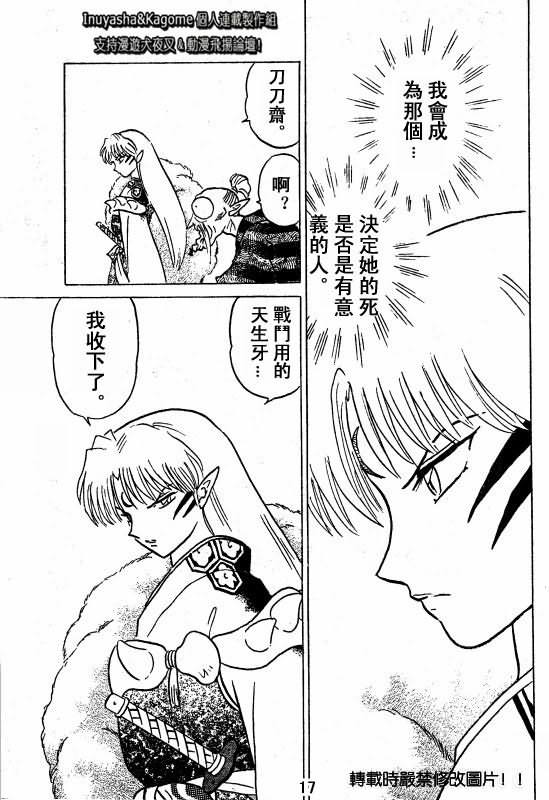 Inuyasha&Kagome 個人連載製作組
支持漫遊犬夜叉 & 動漫飛揚論壇!
我會成
為那個…
決定她的死
是否是有意
義的人。
刀刀齋。
啊？
戰鬥用的
天生牙…
我收下了。
17
轉載時嚴禁修改圖片！！